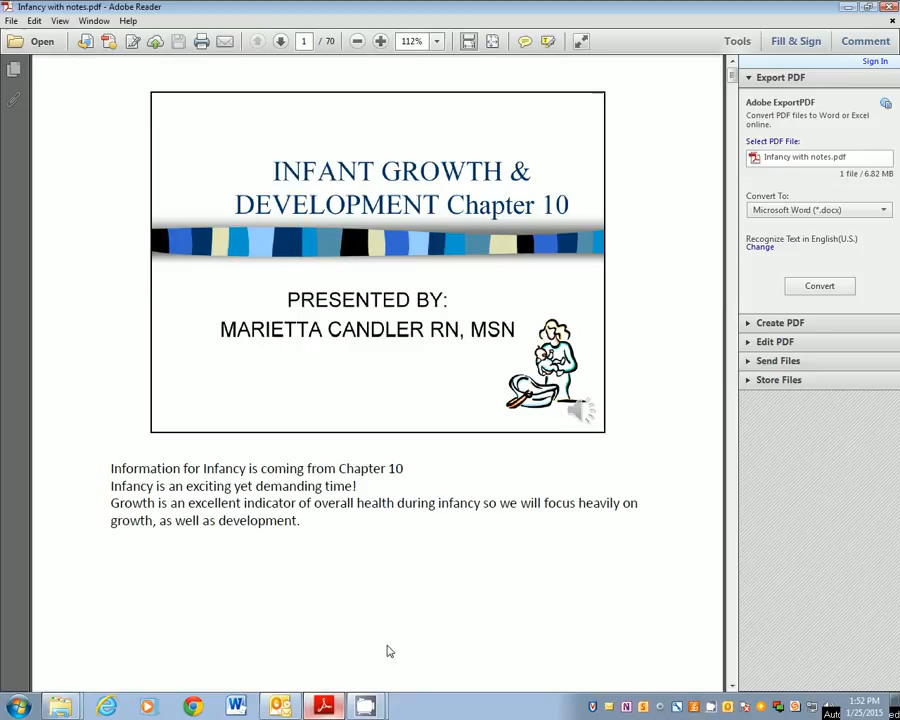 Infancy with notes.pdf - Adobe Reader
File Edit View Window Help
Open 1 / 70 112% Tools Fill & Sign Comment
Sign In
Export PDF
Adobe ExportPDF
Convert PDF files to Word or Excel
online.
Select PDF File:
Infancy with notes.pdf
1 file / 6.82 MB
Convert To:
Microsoft Word (*.docx)
Recognize Text in English(U.S.)
Change
Convert
Create PDF
Edit PDF
Send Files
Store Files
INFANT GROWTH &
DEVELOPMENT Chapter 10
PRESENTED BY:
MARIETTA CANDLER RN, MSN
Information for Infancy is coming from Chapter 10
Infancy is an exciting yet demanding time!
Growth is an excellent indicator of overall health during infancy so we will focus heavily on
growth, as well as development.
1:52 PM
1/25/2015